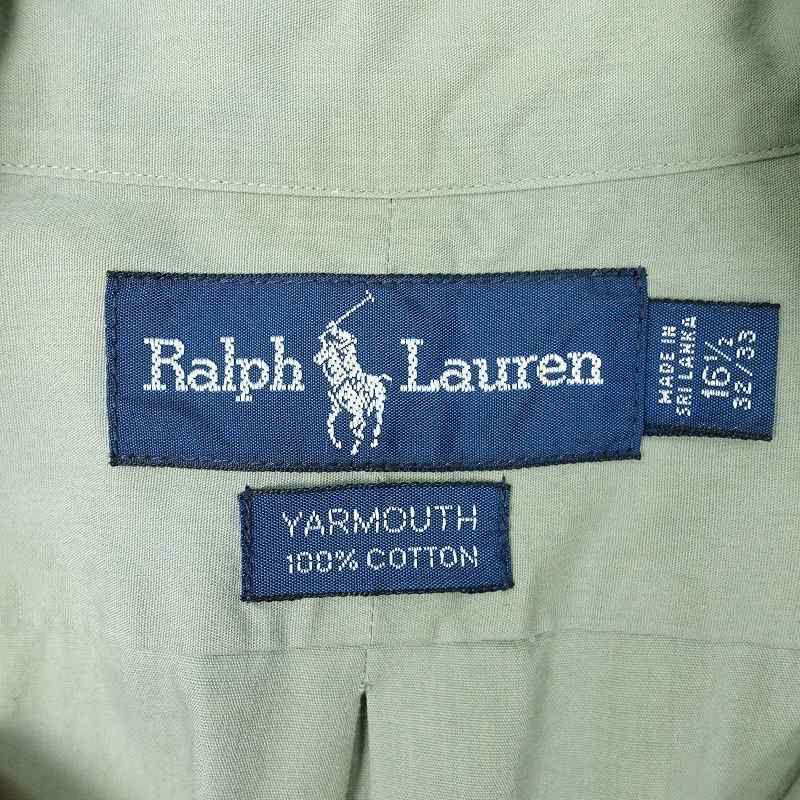 Ralph Lauren
MADE IN
SRI LANKA
16½
32/33
YARMOUTH
100% COTTON